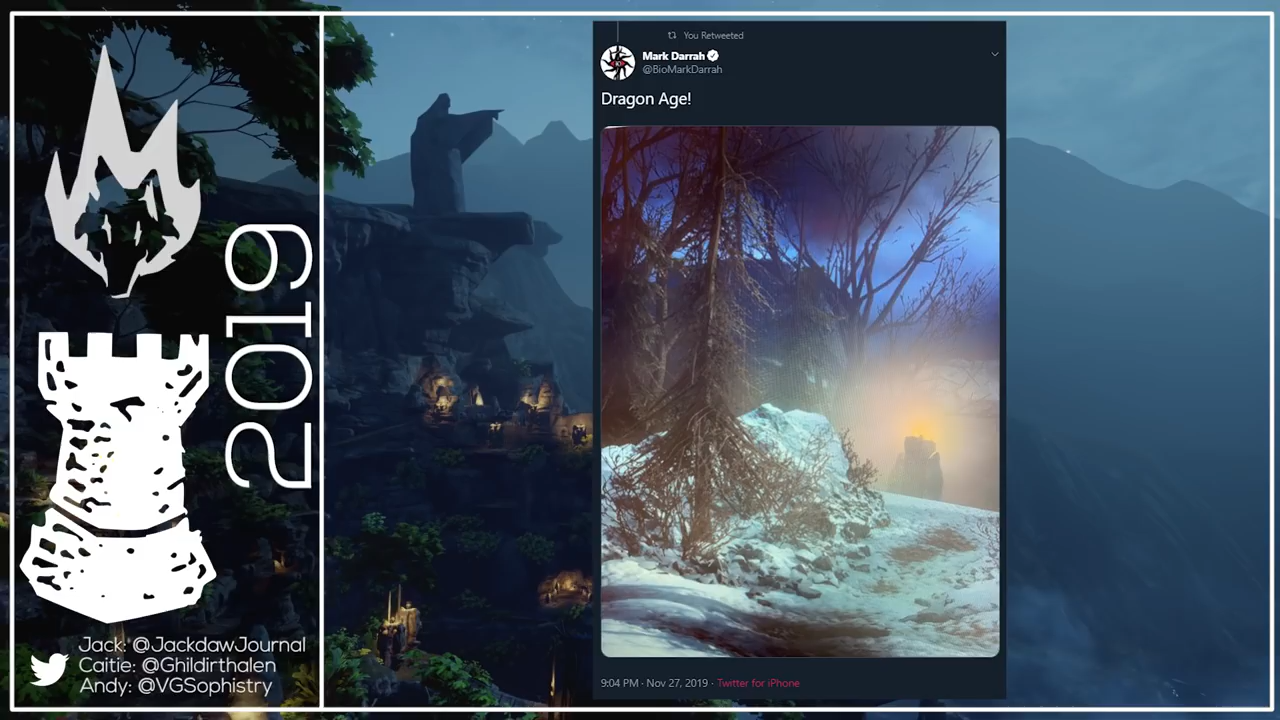 2019
Jack: @JackdawJournal
Caitie: @Ghildirthalen
Andy: @VGSophistry
You Retweeted
Mark Darrah
@BioMarkDarrah
Dragon Age!
9:04 PM · Nov 27, 2019 · Twitter for iPhone